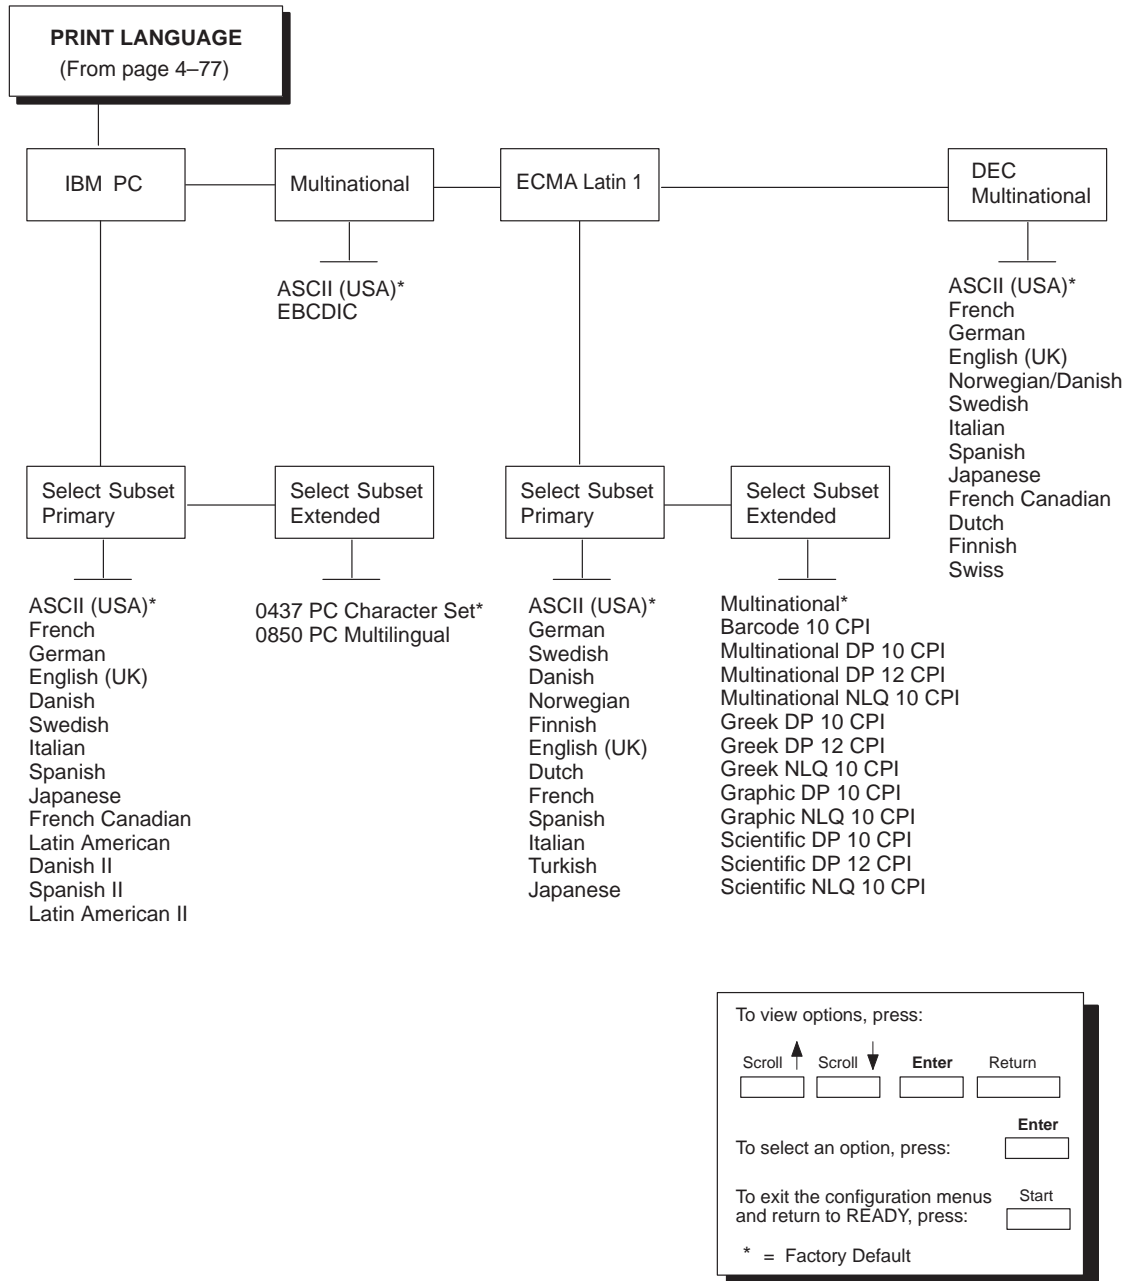 PRINT LANGUAGE
(From page 4–77)
IBM PC
Multinational
ECMA Latin 1
DEC
Multinational
ASCII (USA)*
EBCDIC
ASCII (USA)*
French
German
English (UK)
Norwegian/Danish
Swedish
Italian
Spanish
Japanese
French Canadian
Dutch
Finnish
Swiss
Select Subset
Primary
Select Subset
Extended
Select Subset
Primary
Select Subset
Extended
ASCII (USA)*
French
German
English (UK)
Danish
Swedish
Italian
Spanish
Japanese
French Canadian
Latin American
Danish II
Spanish II
Latin American II
0437 PC Character Set*
0850 PC Multilingual
ASCII (USA)*
German
Swedish
Danish
Norwegian
Finnish
English (UK)
Dutch
French
Spanish
Italian
Turkish
Japanese
Multinational*
Barcode 10 CPI
Multinational DP 10 CPI
Multinational DP 12 CPI
Multinational NLQ 10 CPI
Greek DP 10 CPI
Greek DP 12 CPI
Greek NLQ 10 CPI
Graphic DP 10 CPI
Graphic NLQ 10 CPI
Scientific DP 10 CPI
Scientific DP 12 CPI
Scientific NLQ 10 CPI
To view options, press:
Scroll Scroll Enter Return
Enter
To select an option, press:
To exit the configuration menus Start
and return to READY, press:
* = Factory Default